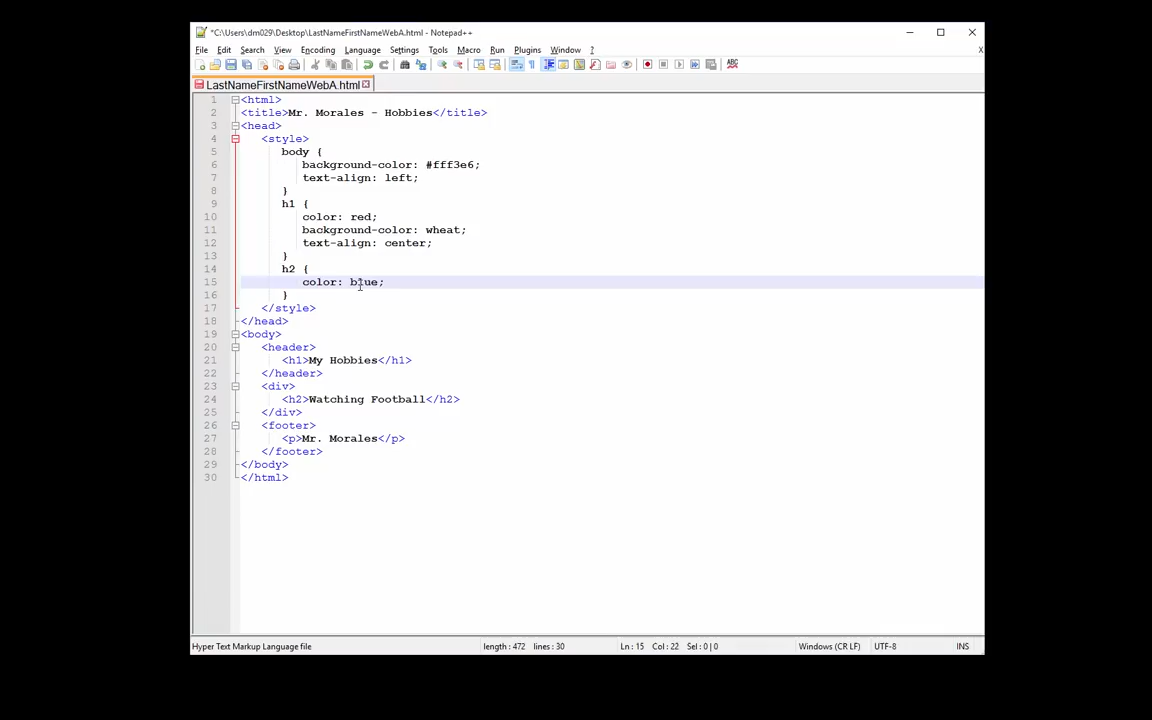 *C:\Users\dm029\Desktop\LastNameFirstNameWebA.html - Notepad++
File Edit Search View Encoding Language Settings Tools Macro Run Plugins Window ? X
ABC
LastNameFirstNameWebA.html
1 <html>
2 <title>Mr. Morales - Hobbies</title>
3 <head>
4 <style>
5 body {
6 background-color: #fff3e6;
7 text-align: left;
8 }
9 h1 {
10 color: red;
11 background-color: wheat;
12 text-align: center;
13 }
14 h2 {
15 color: blue;
16 }
17 </style>
18 </head>
19 <body>
20 <header>
21 <h1>My Hobbies</h1>
22 </header>
23 <div>
24 <h2>Watching Football</h2>
25 </div>
26 <footer>
27 <p>Mr. Morales</p>
28 </footer>
29 </body>
30 </html>
Hyper Text Markup Language file length : 472 lines : 30 Ln : 15 Col : 22 Sel : 0 | 0 Windows (CR LF) UTF-8 INS